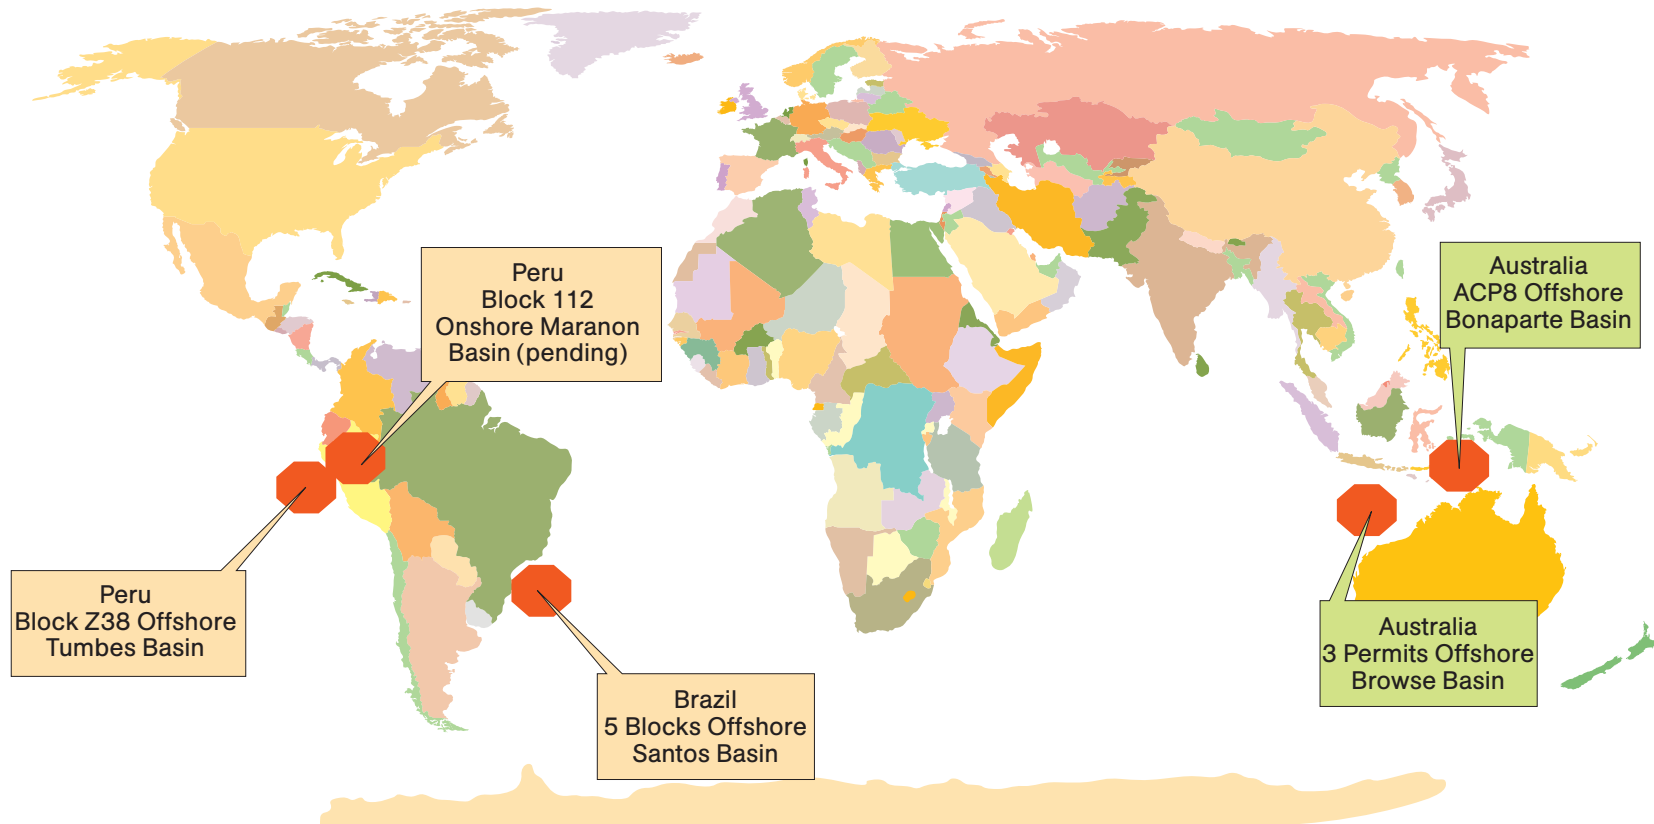 Peru
Block 112
Onshore Maranon
Basin (pending)
Australia
ACP8 Offshore
Bonaparte Basin
Peru
Block Z38 Offshore
Tumbes Basin
Australia
3 Permits Offshore
Browse Basin
Brazil
5 Blocks Offshore
Santos Basin